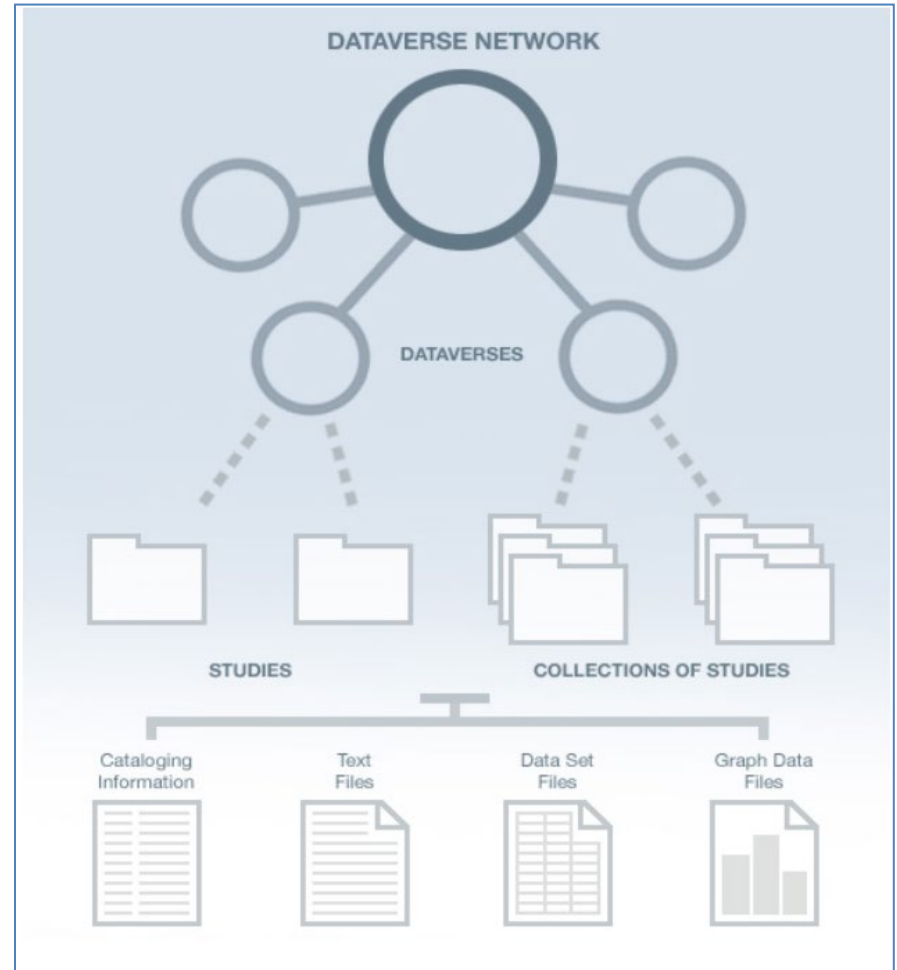 DATAVERSE NETWORK
DATAVERSES
STUDIES
COLLECTIONS OF STUDIES
Cataloging
Information
Text
Files
Data Set
Files
Graph Data
Files